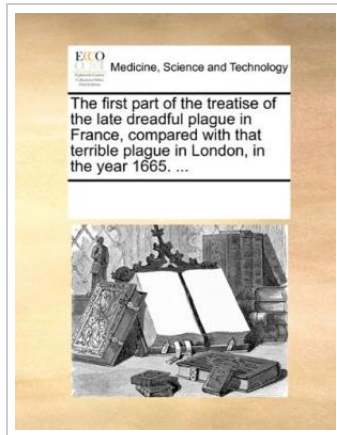 ECCO
Medicine, Science and Technology
The first part of the treatise of
the late dreadful plague in
France, compared with that
terrible plague in London, in
the year 1665. ...